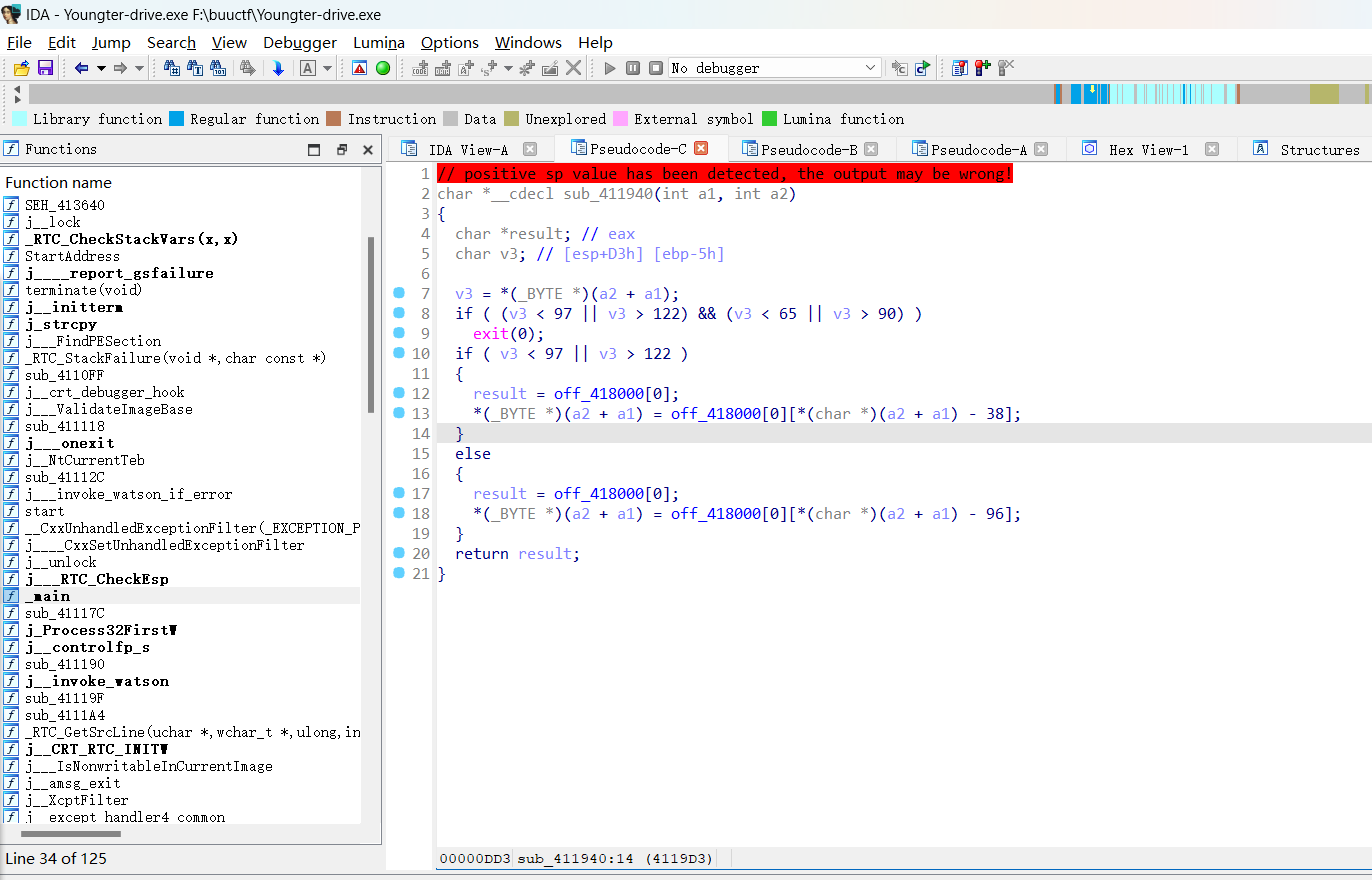 IDA - Youngter-drive.exe F:\buuctf\Youngter-drive.exe
File Edit Jump Search View Debugger Lumina Options Windows Help
No debugger
Library function Regular function Instruction Data Unexplored External symbol Lumina function
Functions
IDA View-A Pseudocode-C Pseudocode-B Pseudocode-A Hex View-1 Structures
Function name
SEH_413640
j__lock
_RTC_CheckStackVars(x,x)
StartAddress
j____report_gsfailure
terminate(void)
j__initterm
j_strcpy
j___FindPESection
_RTC_StackFailure(void *,char const *)
sub_4110FF
j__crt_debugger_hook
j___ValidateImageBase
sub_411118
j___onexit
j__NtCurrentTeb
sub_41112C
j___invoke_watson_if_error
start
__CxxUnhandledExceptionFilter(_EXCEPTION_P
j____CxxSetUnhandledExceptionFilter
j__unlock
j___RTC_CheckEsp
_main
sub_41117C
j_Process32FirstW
j__controlfp_s
sub_411190
j__invoke_watson
sub_41119F
sub_4111A4
_RTC_GetSrcLine(uchar *,wchar_t *,ulong,in
j__CRT_RTC_INITW
j___IsNonwritableInCurrentImage
j__amsg_exit
j__XcptFilter
j__except_handler4_common
Line 34 of 125
1 // positive sp value has been detected, the output may be wrong!
2 char *__cdecl sub_411940(int a1, int a2)
3 {
4 char *result; // eax
5 char v3; // [esp+D3h] [ebp-5h]
6
7 v3 = *(_BYTE *)(a2 + a1);
8 if ( (v3 < 97 || v3 > 122) && (v3 < 65 || v3 > 90) )
9 exit(0);
10 if ( v3 < 97 || v3 > 122 )
11 {
12 result = off_418000[0];
13 *(_BYTE *)(a2 + a1) = off_418000[0][*(char *)(a2 + a1) - 38];
14 }
15 else
16 {
17 result = off_418000[0];
18 *(_BYTE *)(a2 + a1) = off_418000[0][*(char *)(a2 + a1) - 96];
19 }
20 return result;
21 }
00000DD3 sub_411940:14 (4119D3)